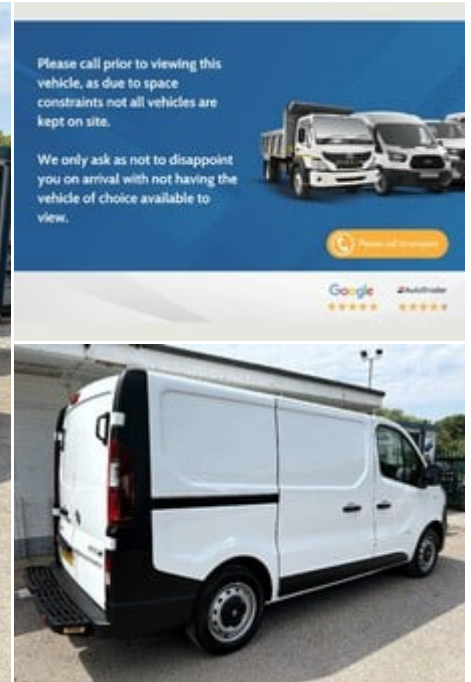 Please call prior to viewing this
vehicle, as due to space
constraints not all vehicles are
kept on site.
We only ask as not to disappoint
you on arrival with not having the
vehicle of choice available to
view.
Please call to enquire
Google
AutoTrader